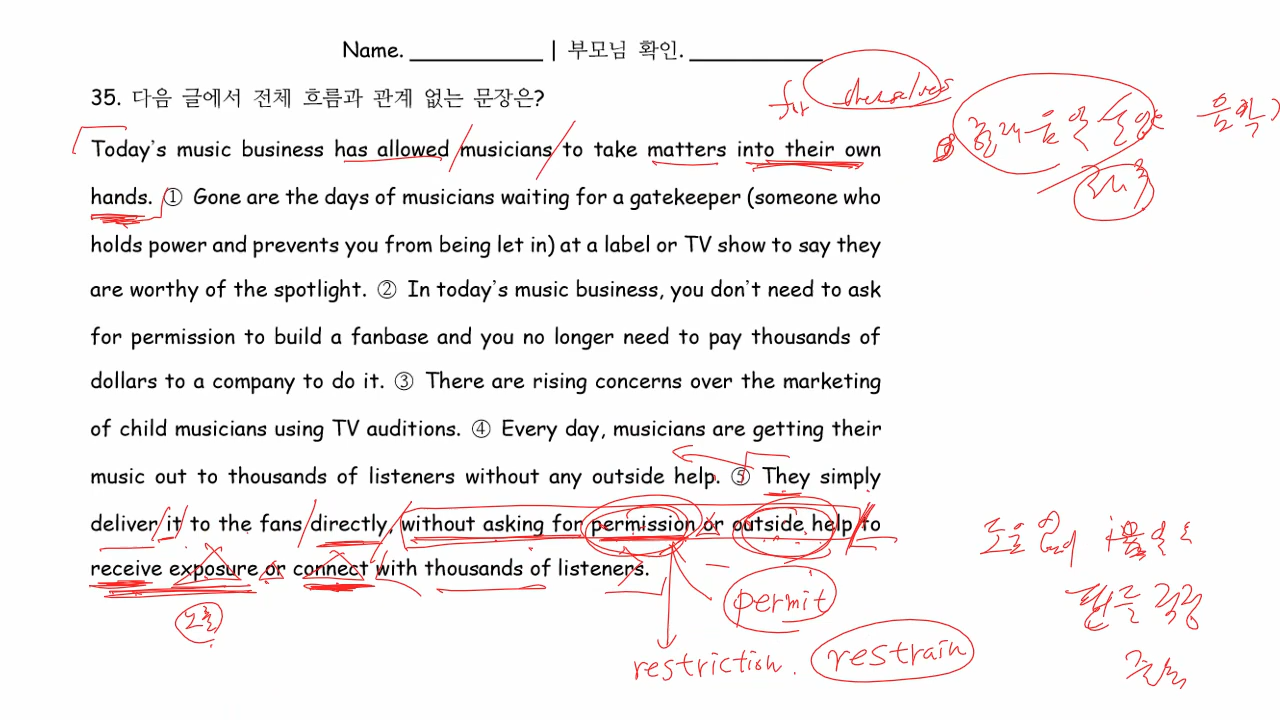 Name. ____________ | 부모님 확인. ____________
35. 다음 글에서 전체 흐름과 관계 없는 문장은?
themselves
Today's music business has allowed musicians to take matters into their own
hands. ① Gone are the days of musicians waiting for a gatekeeper (someone who
holds power and prevents you from being let in) at a label or TV show to say they
are worthy of the spotlight. ② In today's music business, you don't need to ask
for permission to build a fanbase and you no longer need to pay thousands of
dollars to a company to do it. ③ There are rising concerns over the marketing
of child musicians using TV auditions. ④ Every day, musicians are getting their
music out to thousands of listeners without any outside help. ⑤ They simply
deliver it to the fans directly, without asking for permission or outside help to
receive exposure or connect with thousands of listeners.
노출
permit
restriction. restrain